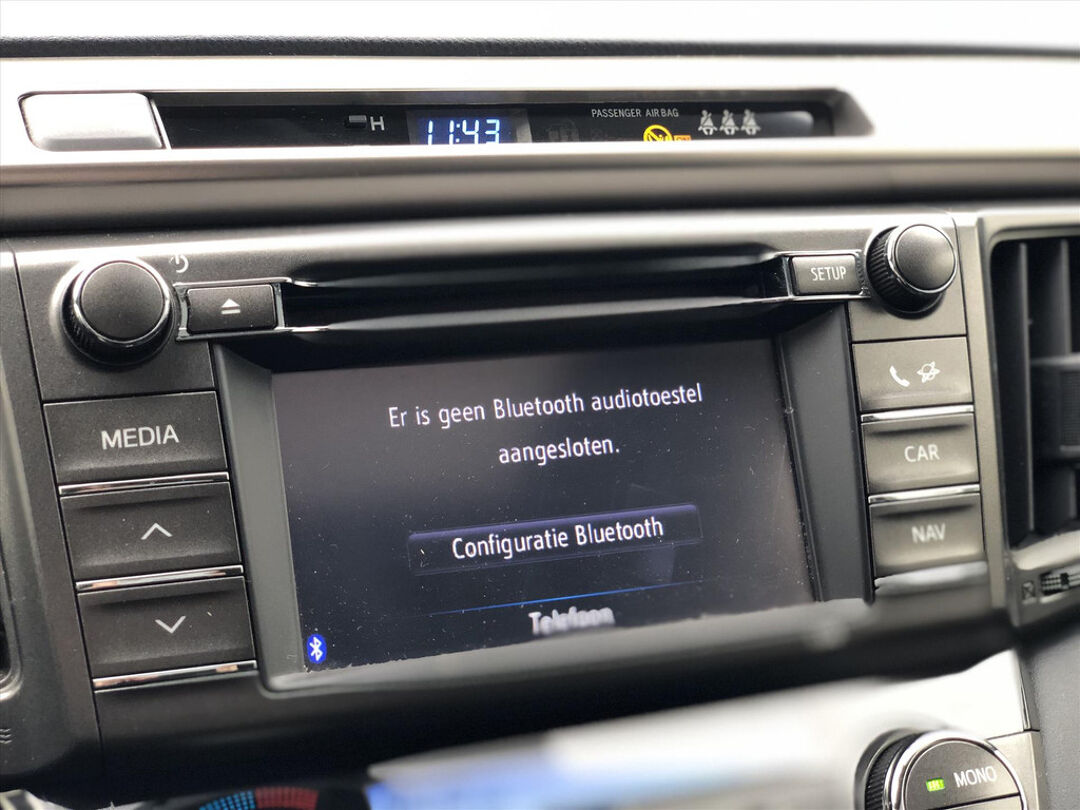 H
11:43
PASSENGER AIR BAG
SETUP
MEDIA
Er is geen Bluetooth audiotoestel
aangesloten.
CAR
NAV
Configuratie Bluetooth
Telefoon
MONO